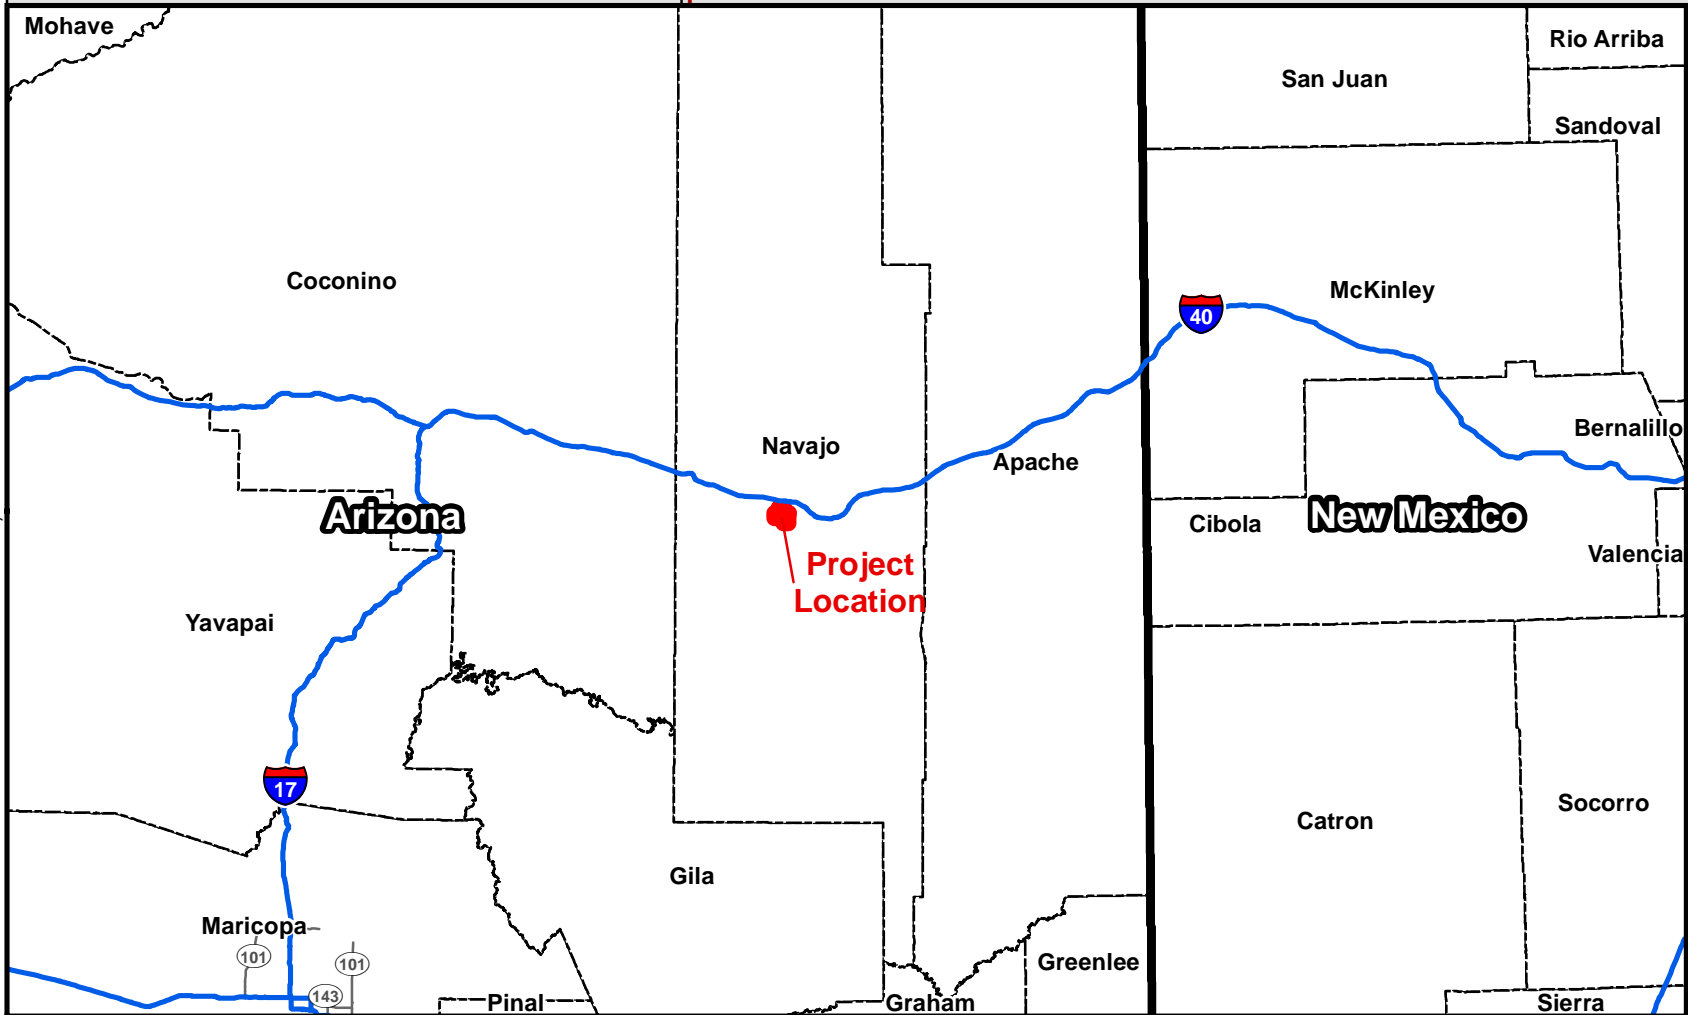 Mohave
Rio Arriba
San Juan
Sandoval
Coconino
McKinley
40
Navajo
Bernalillo
Apache
Arizona
New Mexico
Cibola
Valencia
Project
Location
Yavapai
17
Socorro
Catron
Gila
Maricopa
101
101
Greenlee
143
Pinal
Graham
Sierra